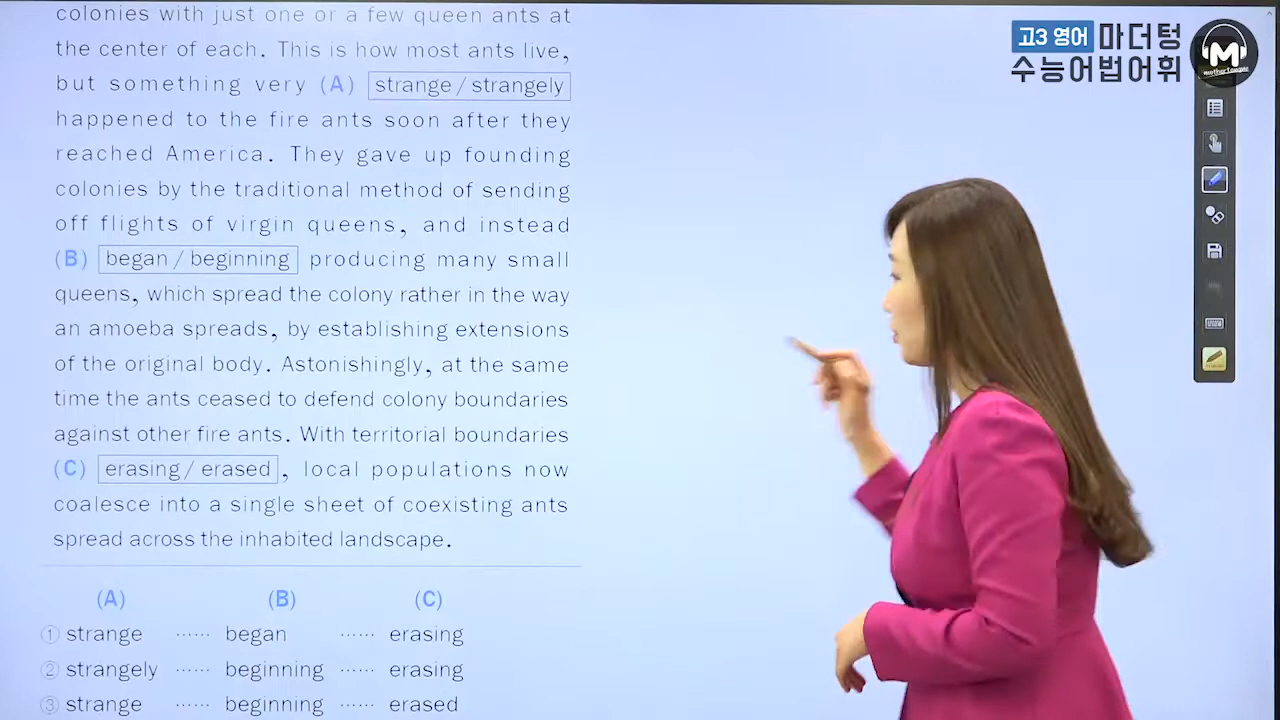 colonies with just one or a few queen ants at
the center of each. This is how most ants live,
but something very (A) strange / strangely
happened to the fire ants soon after they
reached America. They gave up founding
colonies by the traditional method of sending
off flights of virgin queens, and instead
(B) began / beginning producing many small
queens, which spread the colony rather in the way
an amoeba spreads, by establishing extensions
of the original body. Astonishingly, at the same
time the ants ceased to defend colony boundaries
against other fire ants. With territorial boundaries
(C) erasing / erased, local populations now
coalesce into a single sheet of coexisting ants
spread across the inhabited landscape.
(A) (B) (C)
① strange ······ began ······ erasing
② strangely ······ beginning ······ erasing
③ strange ······ beginning ······ erased
고3 영어 마더텅
수능어법어휘
M
mother tongue